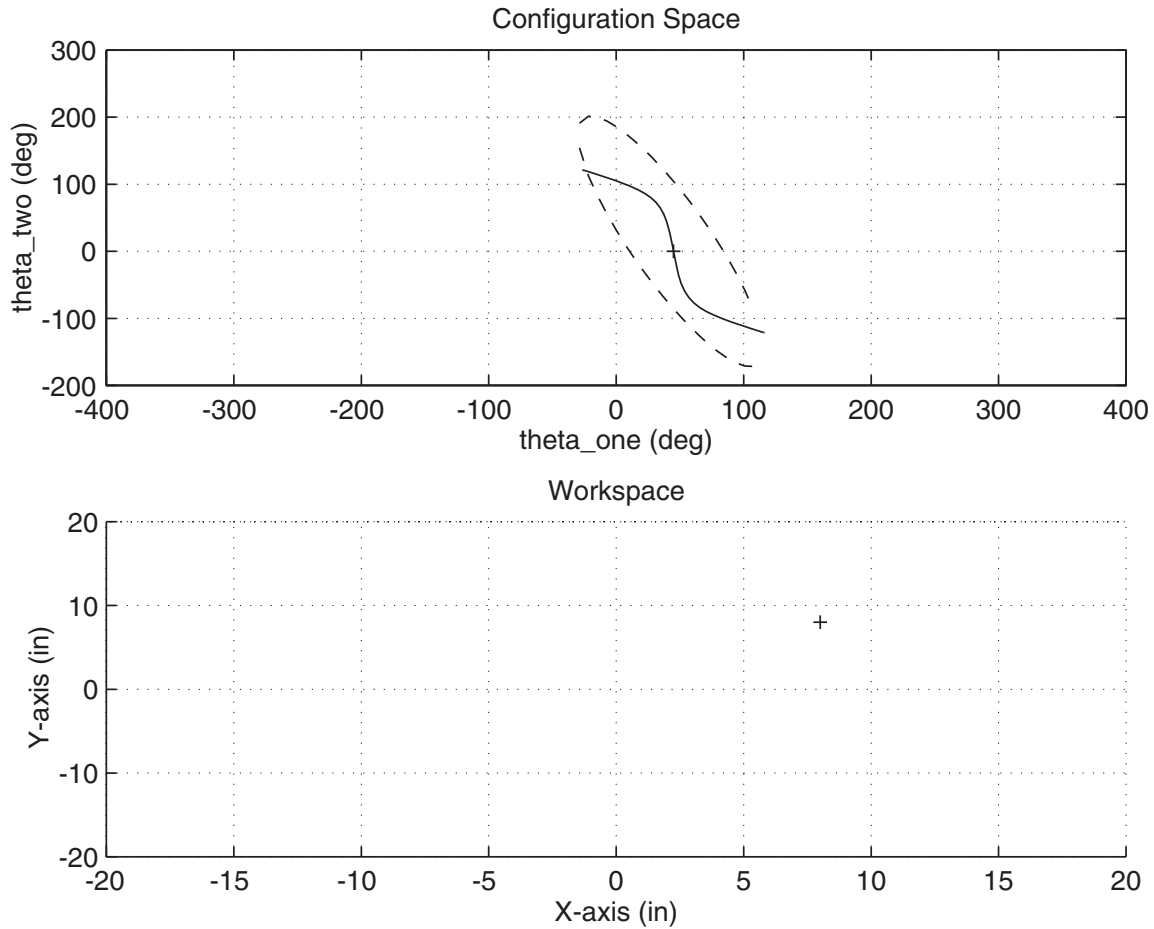 Configuration Space
300
200
100
0
-100
-200
-400 -300 -200 -100 0 100 200 300 400
theta_two (deg)
theta_one (deg)
Workspace
20
10
0
-10
-20
-20 -15 -10 -5 0 5 10 15 20
Y-axis (in)
X-axis (in)